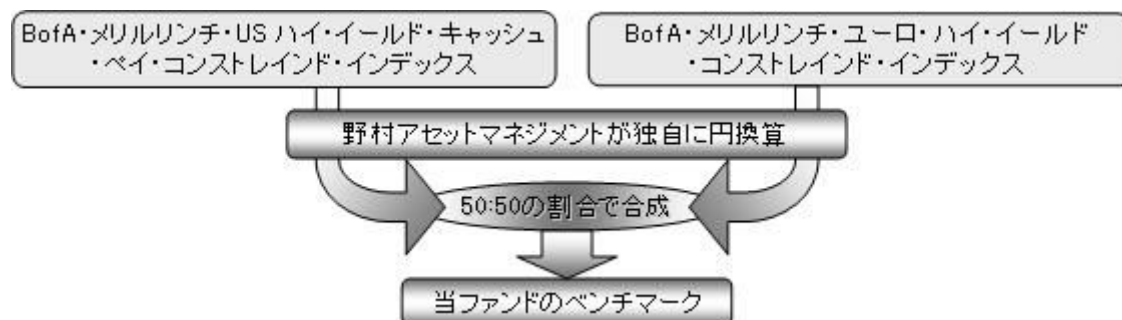 BofA・メリルリンチ・US ハイ・イールド・キャッシュ
・ペイ・コンストレインド・インデックス
BofA・メリルリンチ・ユーロ・ハイ・イールド
・コンストレインド・インデックス
野村アセットマネジメントが独自に円換算
50:50の割合で合成
当ファンドのベンチマーク